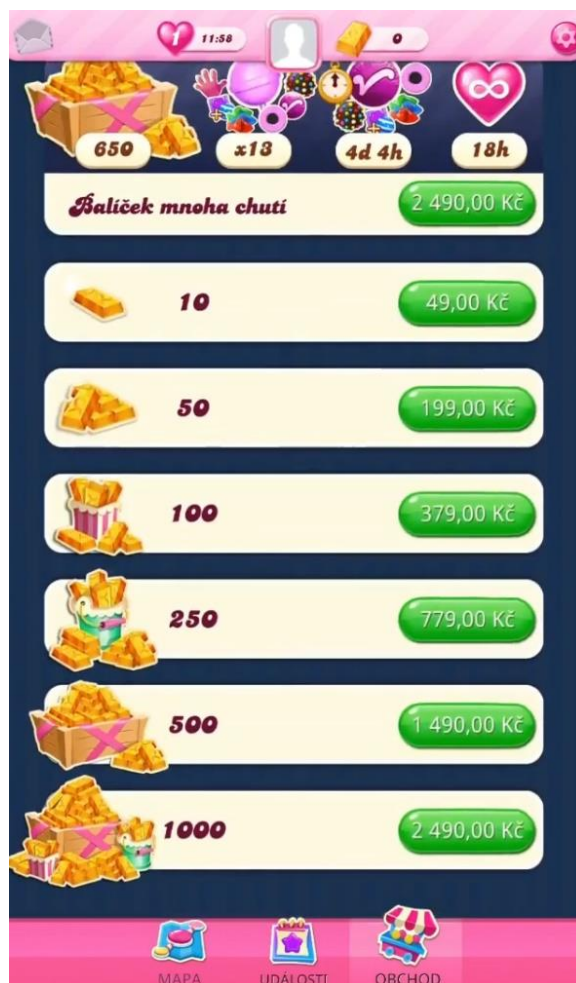 1 11:58 0
650 x13 4d 4h 18h
Balíček mnoha chutí 2 490,00 Kč
10 49,00 Kč
50 199,00 Kč
100 379,00 Kč
250 779,00 Kč
500 1 490,00 Kč
1000 2 490,00 Kč
MAPA UDÁLOSTI OBCHOD